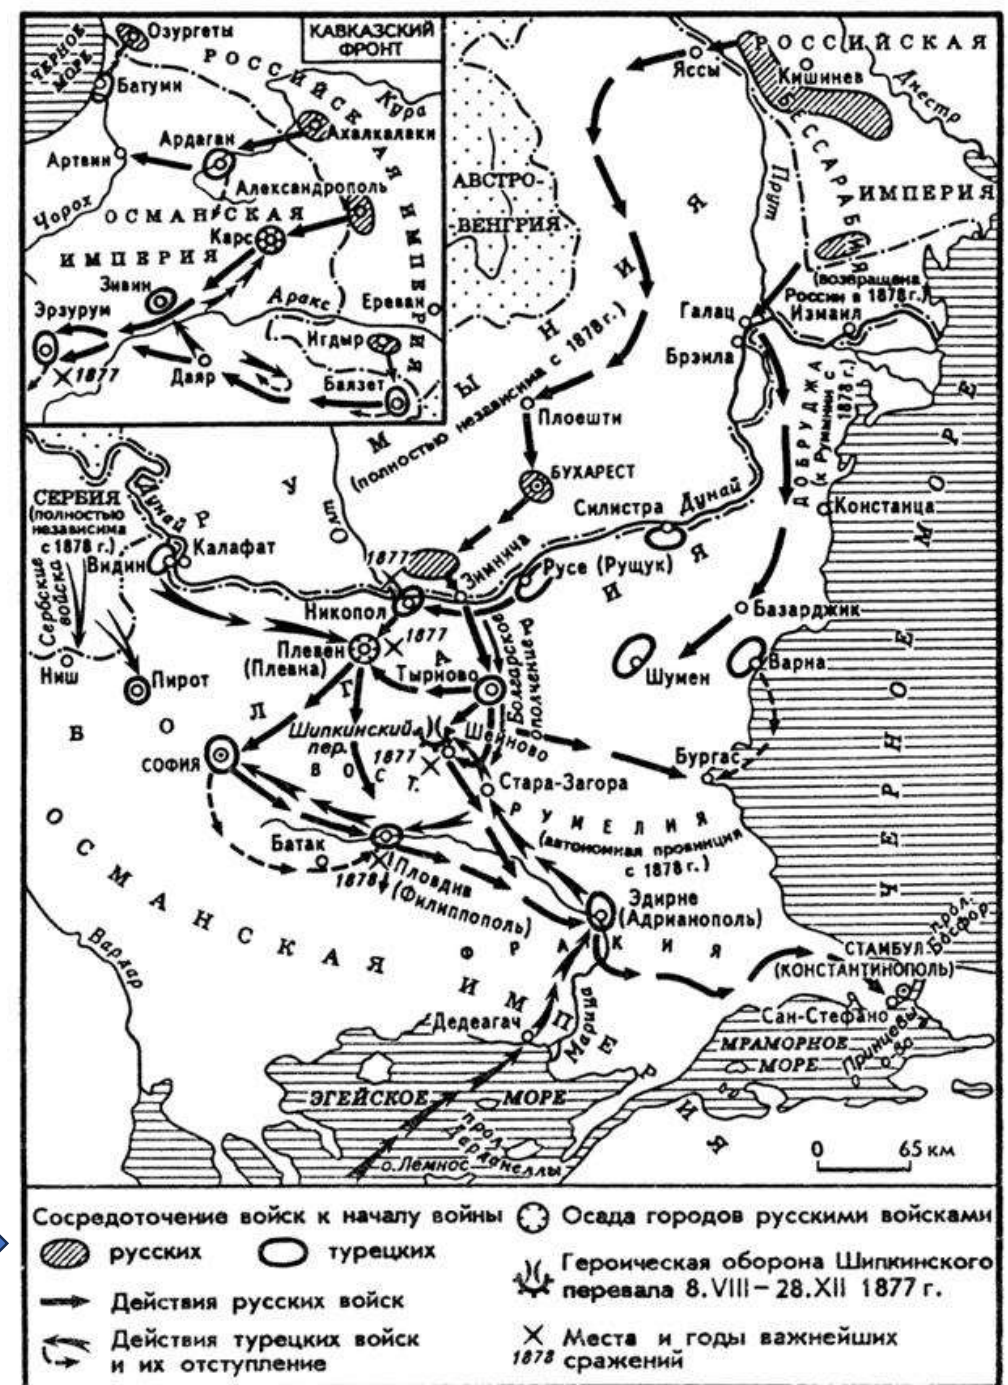 Озургеты
КАВКАЗСКИЙ
ФРОНТ
ЧЕРНОЕ
МОРЕ
РОССИЙСКАЯ ИМПЕРИЯ
Батуми
Кура
Ардаган
Ахалкалаки
Артвин
Александрополь
Чорох
ОСМАНСКАЯ
ИМПЕРИЯ
Карс
Зивин
Эрзурум
Аракс
Ереван
Игдыр
1877
Даяр
Баязет
РОССИЙСКАЯ
ИМПЕРИЯ
Яссы
Кишинев
Днестр
БЕССАРАБИЯ
(возвращена
России в 1878 г.)
АВСТРО-
ВЕНГРИЯ
Прут
Галац
Измаил
Брэила
РУМЫНИЯ
(полностью независима с 1878 г.)
Плоешти
БУХАРЕСТ
ДОБРУДЖА
(к Румынии с
1878 г.)
Констанца
ЧЕРНОЕ МОРЕ
Силистра
Дунай
СЕРБИЯ
(полностью
независима
с 1878 г.)
Дунай
Олт
Видин
Калафат
1877
Зимнича
Русе (Рущук)
Сербские
войска
Никопол
Базарджик
Ниш
Пирот
Плевен
(Плевна)
1877
Тырново
Болгарское
ополчение
Шумен
Варна
БОЛГАРИЯ
Шипкинский
пер.
Шейново
1877
СОФИЯ
Бургас
Стара-Загора
ВОСТ.
РУМЕЛИЯ
(автономная провинция
с 1878 г.)
Батак
1878
Пловдив
(Филиппополь)
Эдирне
(Адрианополь)
ОСМАНСКАЯ ИМПЕРИЯ
Вардар
ФРАКИЯ
прол.
Босфор
СТАМБУЛ
(КОНСТАНТИНОПОЛЬ)
Сан-Стефано
Принцевы
о-ва
МРАМОРНОЕ
МОРЕ
Дедеагач
Марица
ЭГЕЙСКОЕ МОРЕ
прол.
Дарданеллы
о.Лемнос
0 65 км
Сосредоточение войск к началу войны
русских турецких
Действия русских войск
Действия турецких войск
и их отступление
Осада городов русскими войсками
Героическая оборона Шипкинского
перевала 8.VIII – 28.XII 1877 г.
1878 Места и годы важнейших
сражений